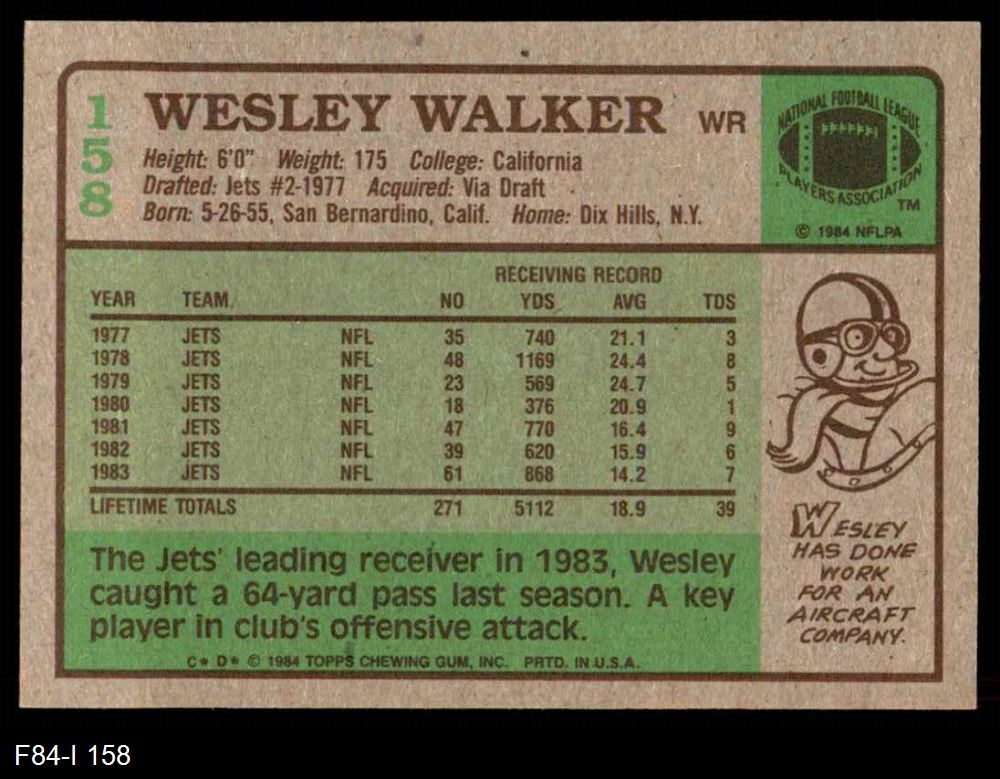 158
WESLEY WALKER WR
Height: 6'0" Weight: 175 College: California
Drafted: Jets #2-1977 Acquired: Via Draft
Born: 5-26-55, San Bernardino, Calif. Home: Dix Hills, N.Y.
NATIONAL FOOTBALL LEAGUE
PLAYERS ASSOCIATION
TM
© 1984 NFLPA
RECEIVING RECORD
YEAR TEAM. NO YDS. AVG TDS
1977 JETS NFL 35 740 21.1 3
1978 JETS NFL 48 1169 24.4 8
1979 JETS NFL 23 569 24.7 5
1980 JETS NFL 18 376 20.9 1
1981 JETS NFL 47 770 16.4 9
1982 JETS NFL 39 620 15.9 6
1983 JETS NFL 61 868 14.2 7
LIFETIME TOTALS 271 5112 18.9 39
The Jets' leading receiver in 1983, Wesley
caught a 64-yard pass last season. A key
player in club's offensive attack.
C* D* © 1984 TOPPS CHEWING GUM, INC. PRTD. IN U.S.A.
WESLEY
HAS DONE
WORK
FOR AN
AIRCRAFT
COMPANY.
F84-I 158